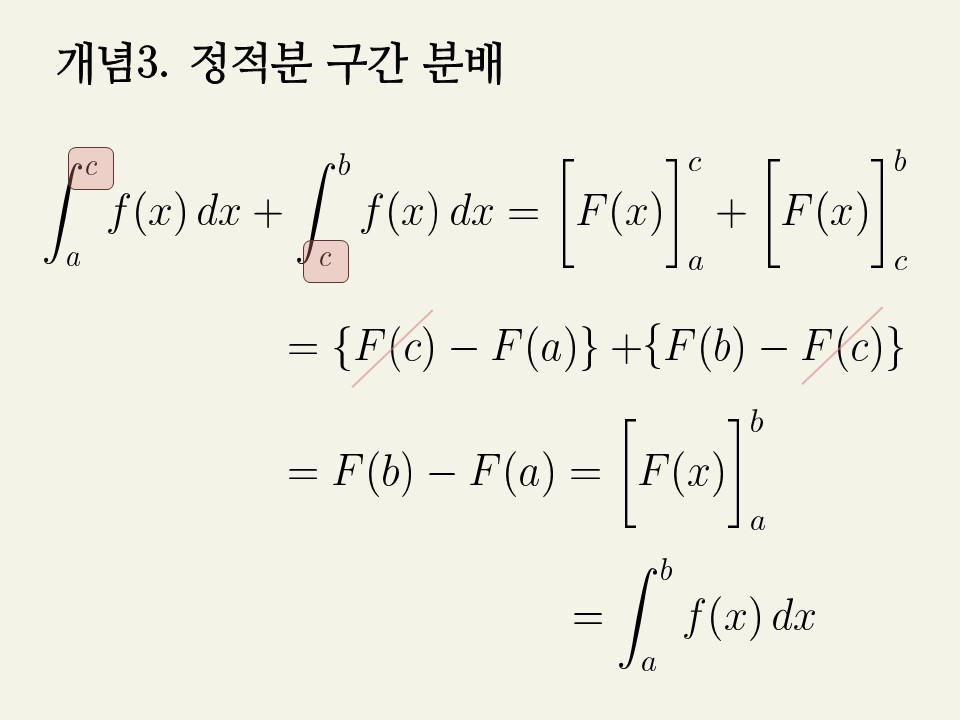 개념3. 정적분 구간 분배
∫_a^c f(x) dx + ∫_c^b f(x) dx = [F(x)]_a^c + [F(x)]_c^b
= {F(c) − F(a)} + {F(b) − F(c)}
= F(b) − F(a) = [F(x)]_a^b
= ∫_a^b f(x) dx